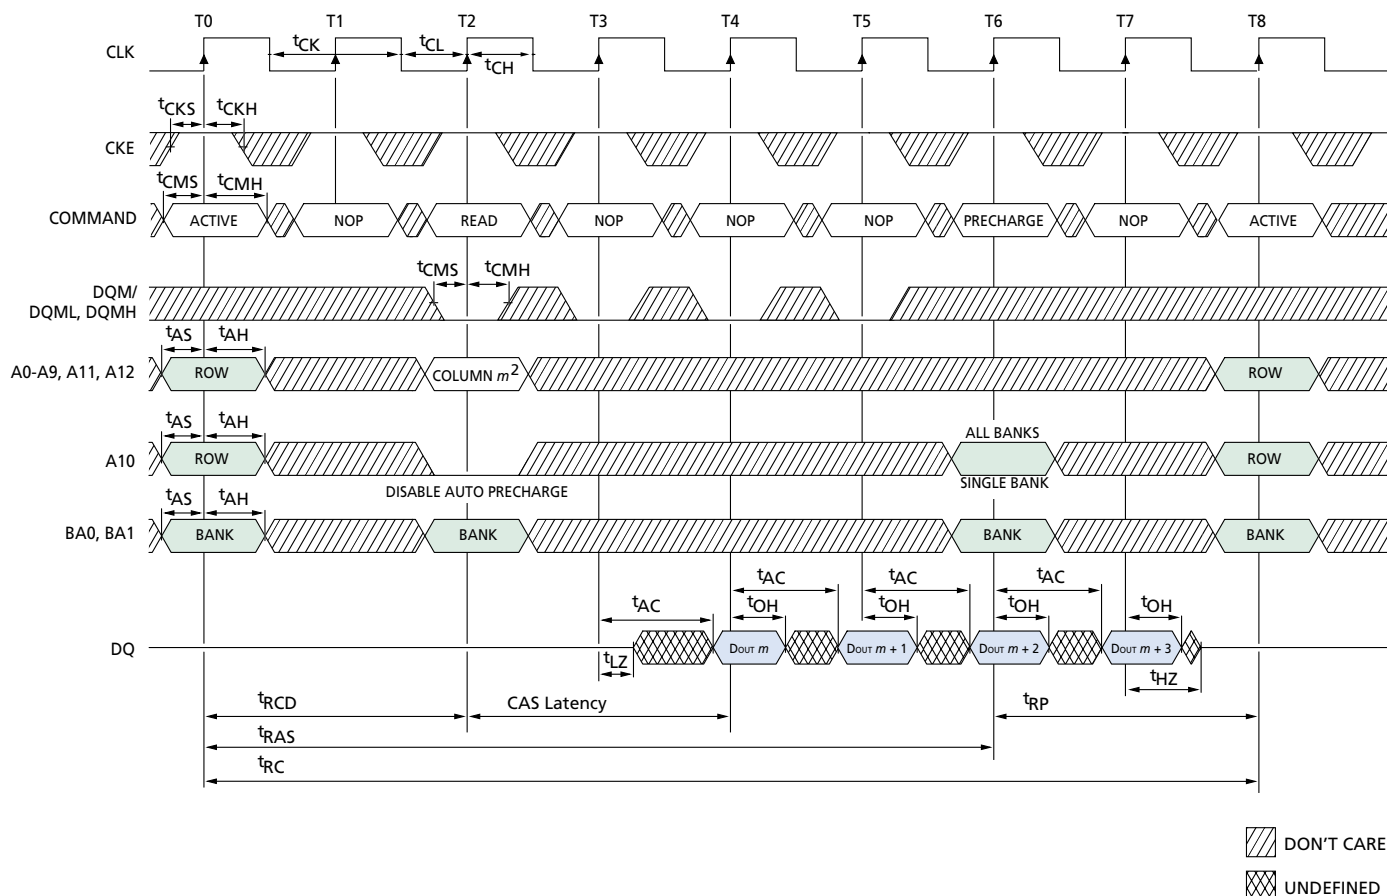 T0 T1 T2 T3 T4 T5 T6 T7 T8
CLK
tCK tCL
tCH
tCKS tCKH
CKE
tCMS tCMH
COMMAND ACTIVE NOP READ NOP NOP NOP PRECHARGE NOP ACTIVE
tCMS tCMH
DQM/
DQML, DQMH
tAS tAH
A0-A9, A11, A12 ROW COLUMN m2 ROW
tAS tAH
ALL BANKS
A10 ROW ROW
DISABLE AUTO PRECHARGE SINGLE BANK
tAS tAH
BA0, BA1 BANK BANK BANK BANK
tAC tAC tAC
tAC tOH tOH tOH tOH
DQ DOUT m DOUT m + 1 DOUT m + 2 DOUT m + 3
tLZ tHZ
tRCD CAS Latency tRP
tRAS
tRC
DON'T CARE
UNDEFINED